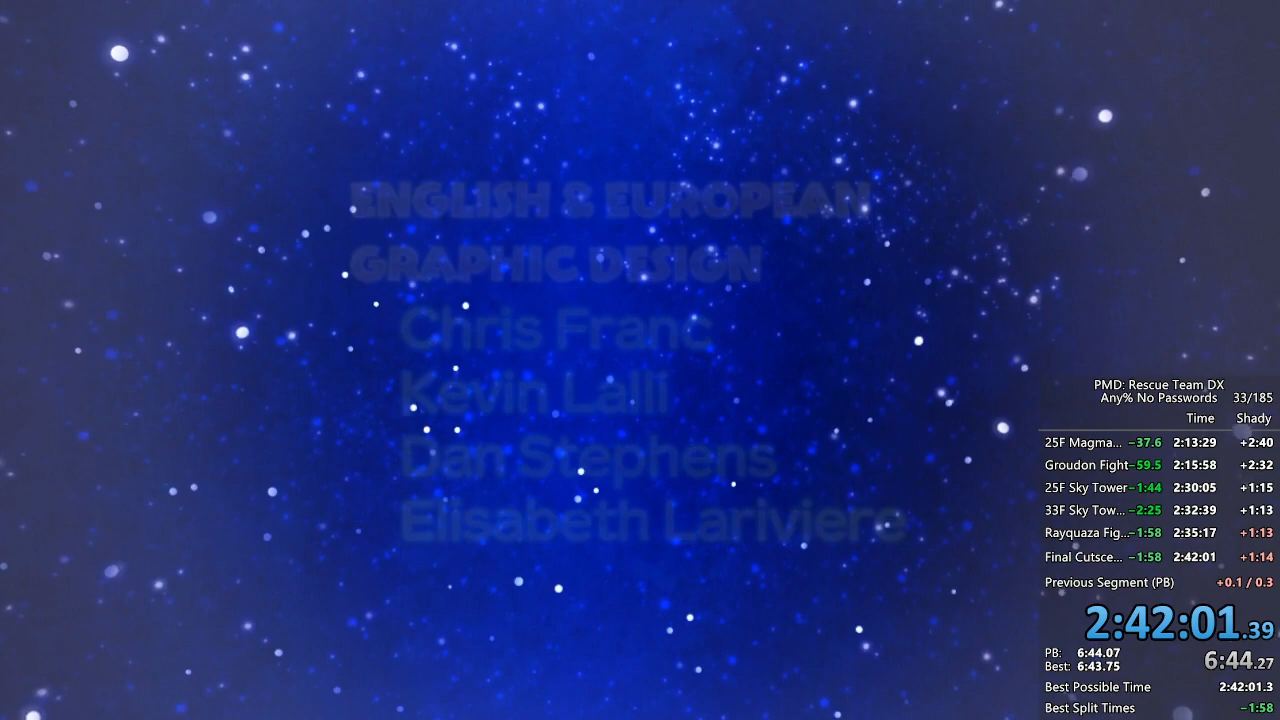 ENGLISH & EUROPEAN
GRAPHIC DESIGN
Chris Franc
Kevin Lalli
Dan Stephens
Elisabeth Lariviere
PMD: Rescue Team DX
Any% No Passwords 33/185
Time Shady
25F Magma... −37.6 2:13:29 +2:40
Groudon Fight −59.5 2:15:58 +2:32
25F Sky Tower −1:44 2:30:05 +1:15
33F Sky Tow... −2:25 2:32:39 +1:13
Rayquaza Fig... −1:58 2:35:17 +1:13
Final Cutsce... −1:58 2:42:01 +1:14
Previous Segment (PB) +0.1 / 0.3
2:42:01.39
PB: 6:44.07
Best: 6:43.75
6:44.27
Best Possible Time 2:42:01.3
Best Split Times −1:58